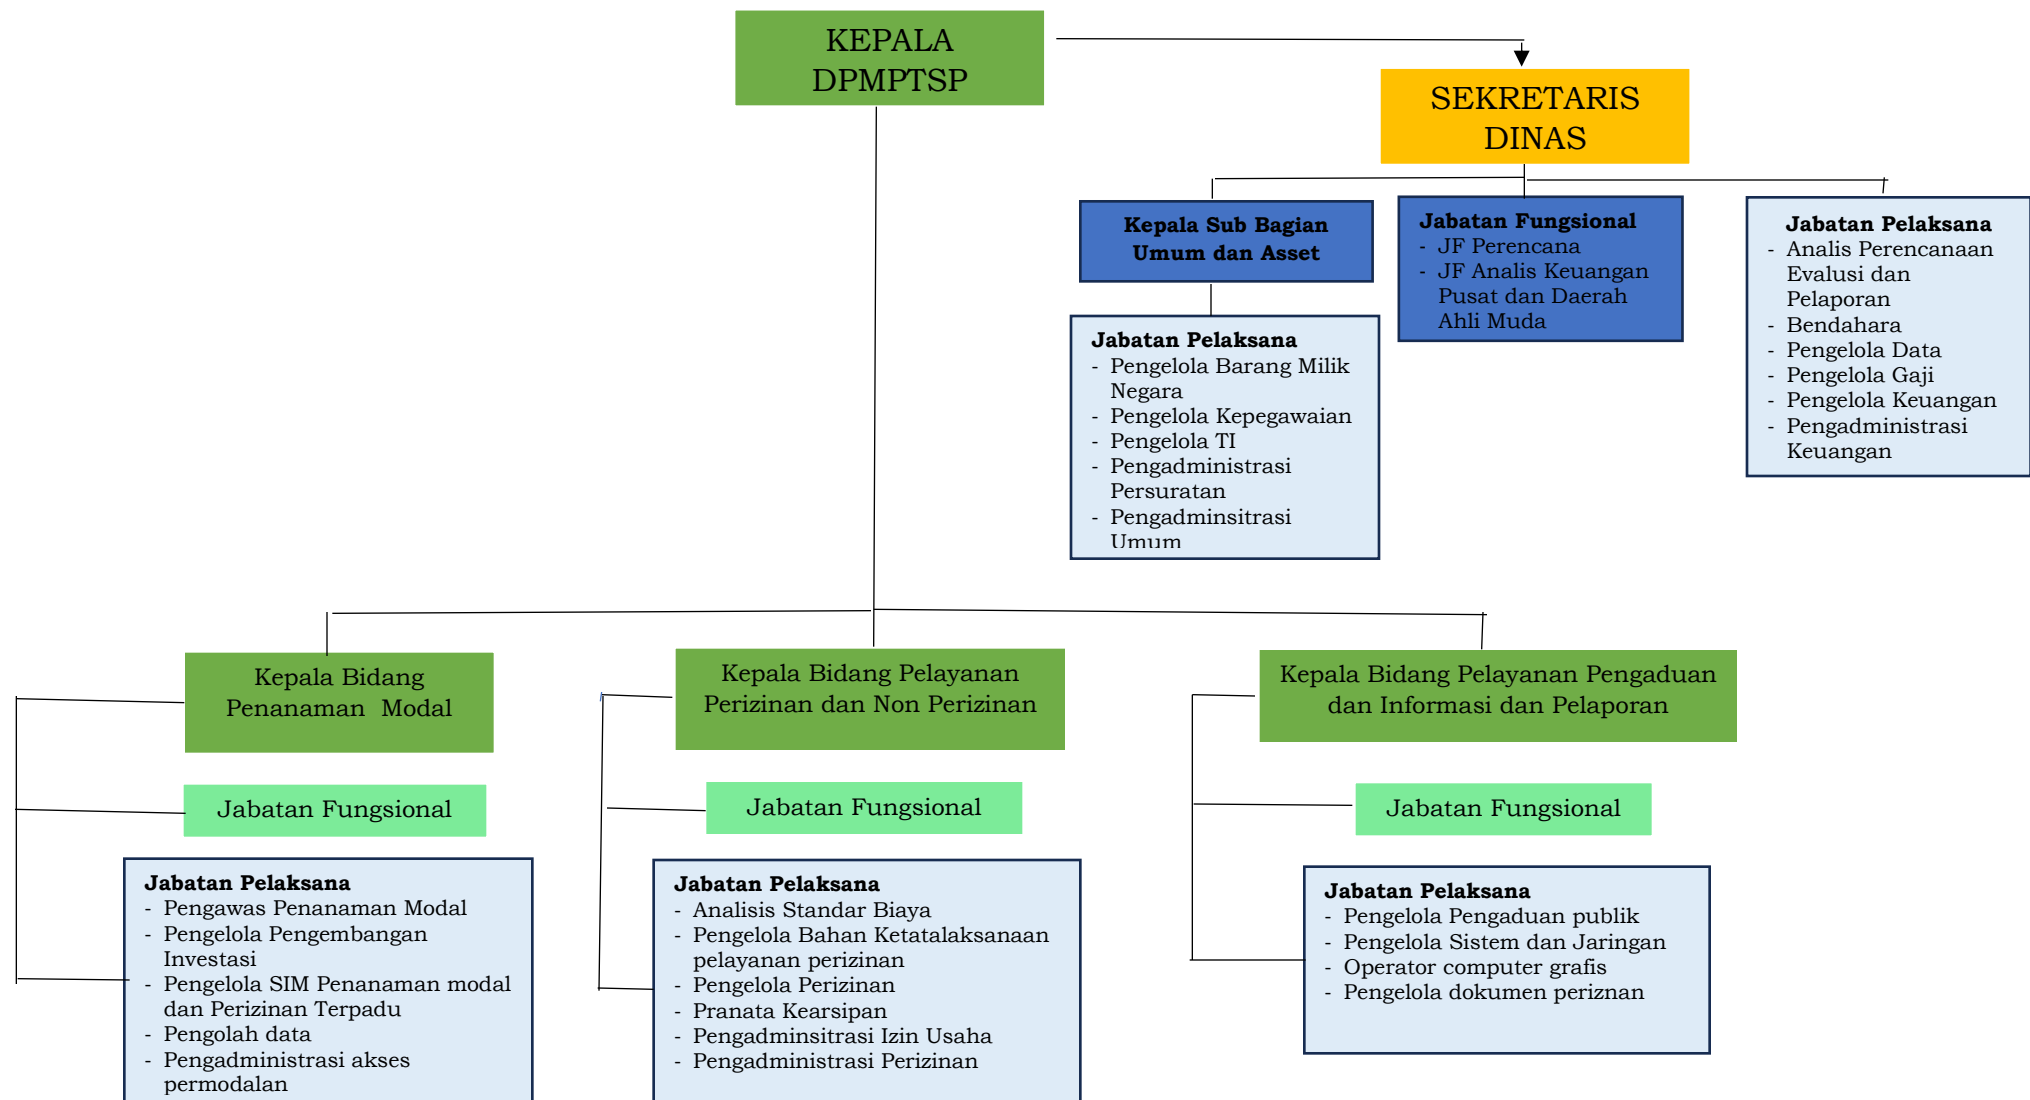 KEPALA
DPMPTSP
SEKRETARIS
DINAS
Kepala Sub Bagian
Umum dan Asset
Jabatan Pelaksana
- Pengelola Barang Milik
Negara
- Pengelola Kepegawaian
- Pengelola TI
- Pengadministrasi
Persuratan
- Pengadminsitrasi
Umum
Jabatan Fungsional
- JF Perencana
- JF Analis Keuangan
Pusat dan Daerah
Ahli Muda
Jabatan Pelaksana
- Analis Perencanaan
Evalusi dan
Pelaporan
- Bendahara
- Pengelola Data
- Pengelola Gaji
- Pengelola Keuangan
- Pengadministrasi
Keuangan
Kepala Bidang
Penanaman  Modal
Jabatan Fungsional
Jabatan Pelaksana
- Pengawas Penanaman Modal
- Pengelola Pengembangan
Investasi
- Pengelola SIM Penanaman modal
dan Perizinan Terpadu
- Pengolah data
- Pengadministrasi akses
permodalan
Kepala Bidang Pelayanan
Perizinan dan Non Perizinan
Jabatan Fungsional
Jabatan Pelaksana
- Analisis Standar Biaya
- Pengelola Bahan Ketatalaksanaan
pelayanan perizinan
- Pengelola Perizinan
- Pranata Kearsipan
- Pengadminsitrasi Izin Usaha
- Pengadministrasi Perizinan
Kepala Bidang Pelayanan Pengaduan
dan Informasi dan Pelaporan
Jabatan Fungsional
Jabatan Pelaksana
- Pengelola Pengaduan publik
- Pengelola Sistem dan Jaringan
- Operator computer grafis
- Pengelola dokumen periznan